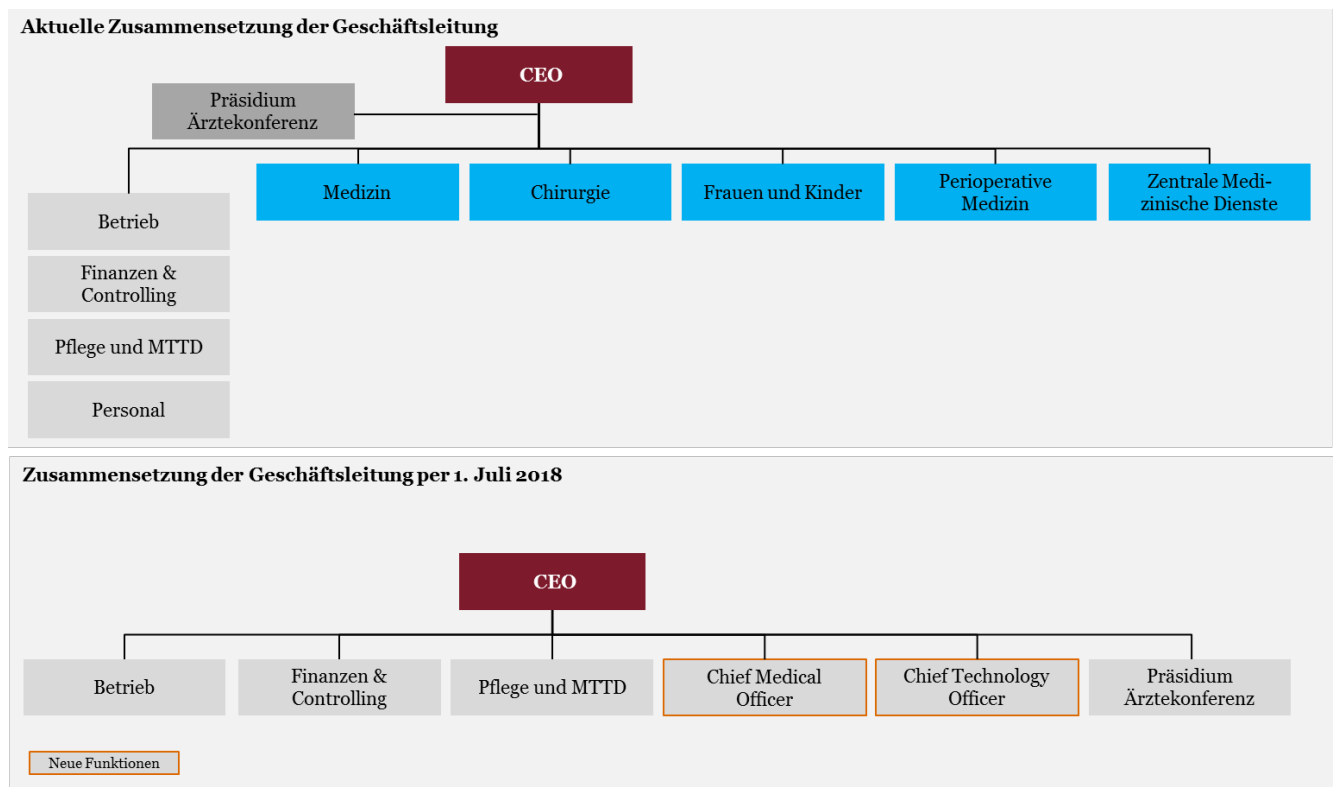 Aktuelle Zusammensetzung der Geschäftsleitung
CEO
Präsidium
Ärztekonferenz
Medizin
Chirurgie
Frauen und Kinder
Perioperative
Medizin
Zentrale Medi-
zinische Dienste
Betrieb
Finanzen &
Controlling
Pflege und MTTD
Personal
Zusammensetzung der Geschäftsleitung per 1. Juli 2018
CEO
Betrieb
Finanzen &
Controlling
Pflege und MTTD
Chief Medical
Officer
Chief Technology
Officer
Präsidium
Ärztekonferenz
Neue Funktionen